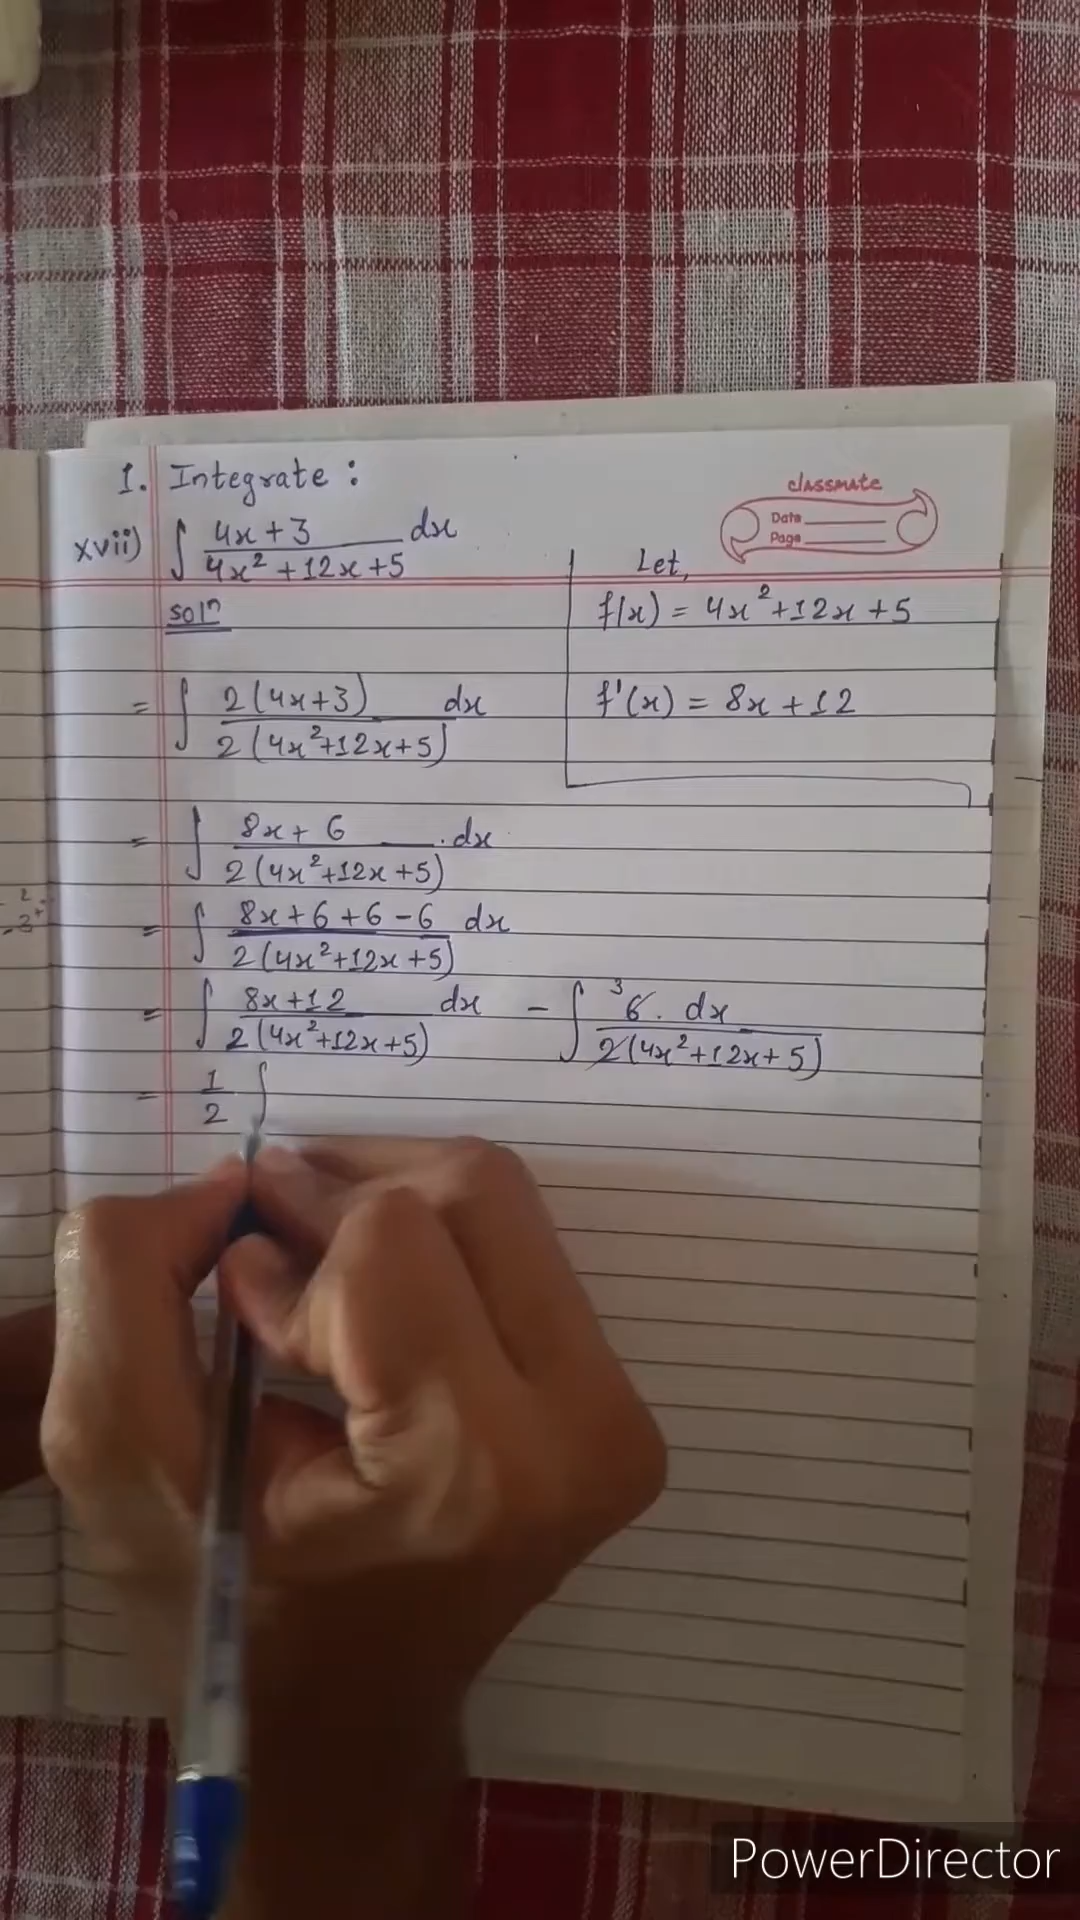 1. Integrate :
classmate
Date
Page
xvii) ∫ (4x + 3)/(4x² + 12x + 5) dx
Let,
f(x) = 4x² + 12x + 5
f'(x) = 8x + 12
solⁿ
= ∫ 2(4x+3)/2(4x²+12x+5) dx
= ∫ 8x + 6/2(4x²+12x+5) . dx
= ∫ 8x + 6 + 6 - 6/2(4x²+12x+5) dx
= ∫ 8x+12/2(4x²+12x+5) dx - ∫ ³6. dx/2(4x²+12x+5)
= 1/2 ∫
PowerDirector